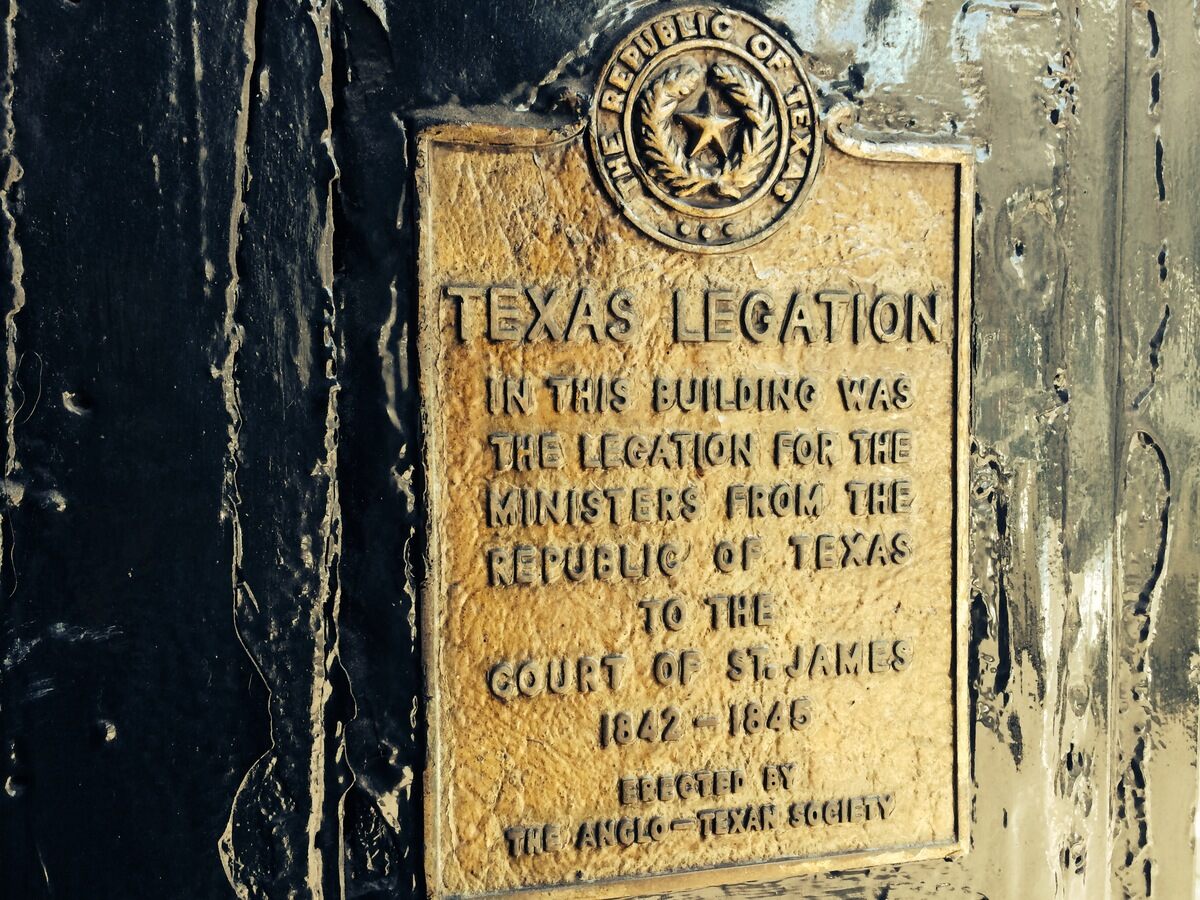 THE REPUBLIC OF TEXAS
TEXAS LEGATION
IN THIS BUILDING WAS
THE LEGATION FOR THE
MINISTERS FROM THE
REPUBLIC OF TEXAS
TO THE
COURT OF ST. JAMES
1842 – 1845
ERECTED BY
THE ANGLO – TEXAN SOCIETY